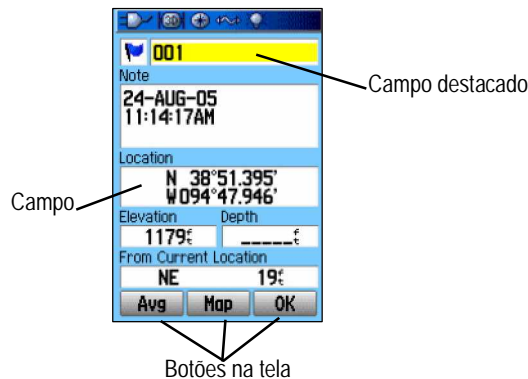 3D
001
Campo destacado
Note
24-AUG-05
11:14:17AM
Location
N 38°51.395'
W094°47.946'
Campo
Elevation Depth
1179ft _____ft
From Current Location
NE 19ft
Avg Map OK
Botões na tela